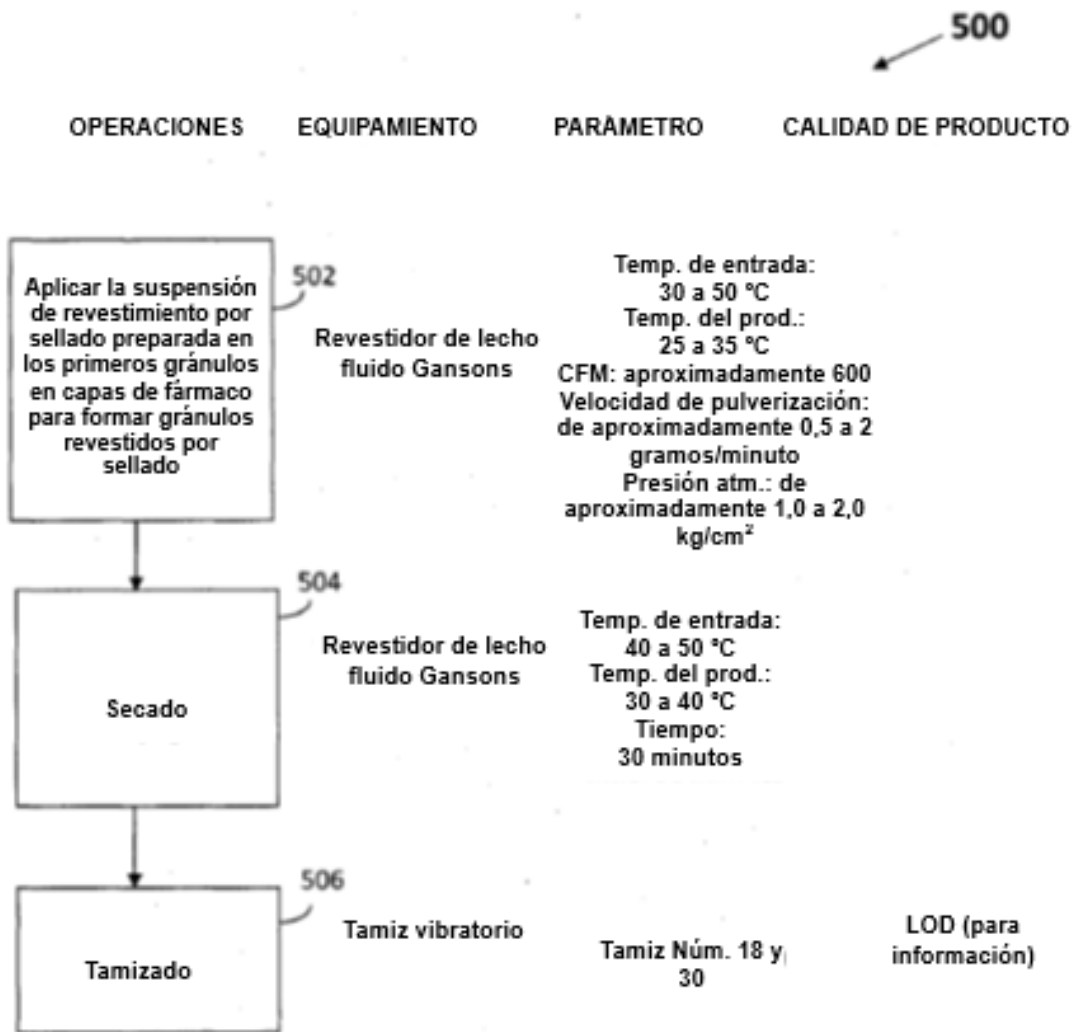 500
OPERACIONES EQUIPAMIENTO PARÁMETRO CALIDAD DE PRODUCTO
502
Aplicar la suspensión
de revestimiento por
sellado preparada en
los primeros gránulos
en capas de fármaco
para formar gránulos
revestidos por
sellado
Revestidor de lecho
fluido Gansons
Temp. de entrada:
30 a 50 °C
Temp. del prod.:
25 a 35 °C
CFM: aproximadamente 600
Velocidad de pulverización:
de aproximadamente 0,5 a 2
gramos/minuto
Presión atm.: de
aproximadamente 1,0 a 2,0
kg/cm²
504
Secado
Revestidor de lecho
fluido Gansons
Temp. de entrada:
40 a 50 °C
Temp. del prod.:
30 a 40 °C
Tiempo:
30 minutos
506
Tamizado
Tamiz vibratorio
Tamiz Núm. 18 y
30
LOD (para
información)